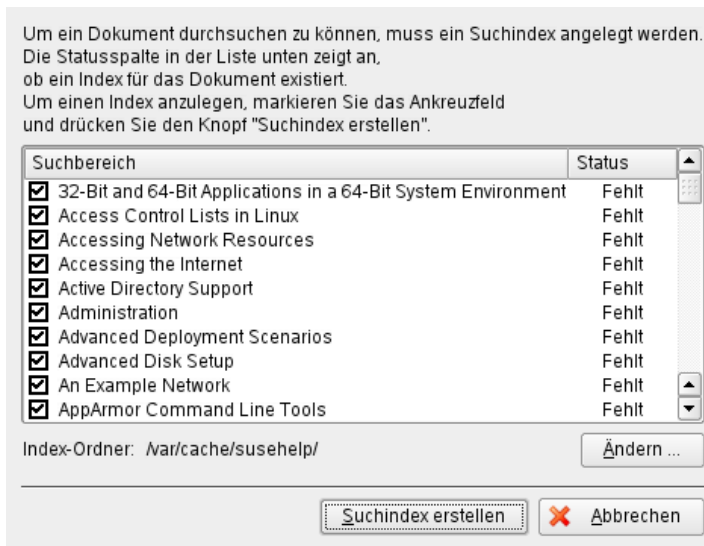 Um ein Dokument durchsuchen zu können, muss ein Suchindex angelegt werden.
Die Statusspalte in der Liste unten zeigt an,
ob ein Index für das Dokument existiert.
Um einen Index anzulegen, markieren Sie das Ankreuzfeld
und drücken Sie den Knopf "Suchindex erstellen".
Suchbereich Status
32-Bit and 64-Bit Applications in a 64-Bit System Environment Fehlt
Access Control Lists in Linux Fehlt
Accessing Network Resources Fehlt
Accessing the Internet Fehlt
Active Directory Support Fehlt
Administration Fehlt
Advanced Deployment Scenarios Fehlt
Advanced Disk Setup Fehlt
An Example Network Fehlt
AppArmor Command Line Tools Fehlt
Index-Ordner: /var/cache/susehelp/ Ändern ...
Suchindex erstellen Abbrechen